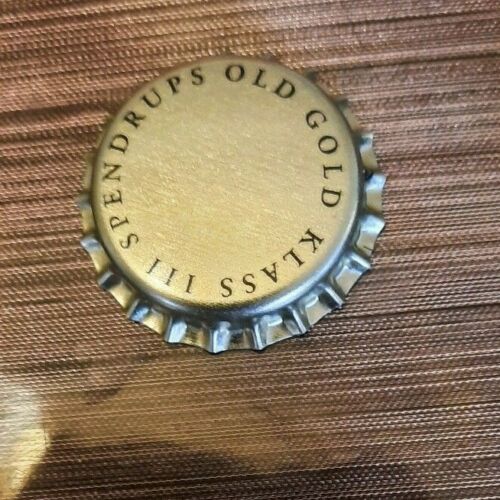 SPENDRUPS OLD GOLD KLASS III